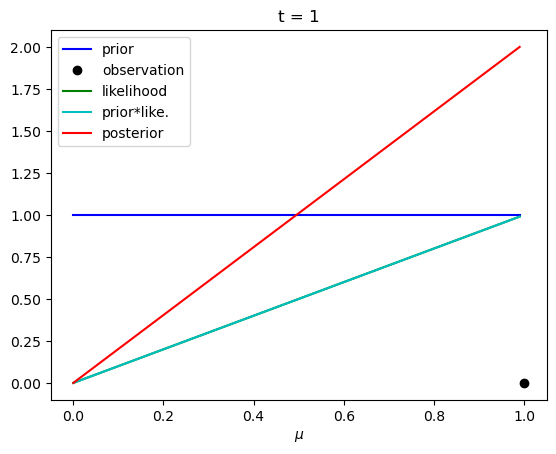 t = 1
prior
observation
likelihood
prior*like.
posterior
2.00
1.75
1.50
1.25
1.00
0.75
0.50
0.25
0.00
0.0 0.2 0.4 0.6 0.8 1.0
μ